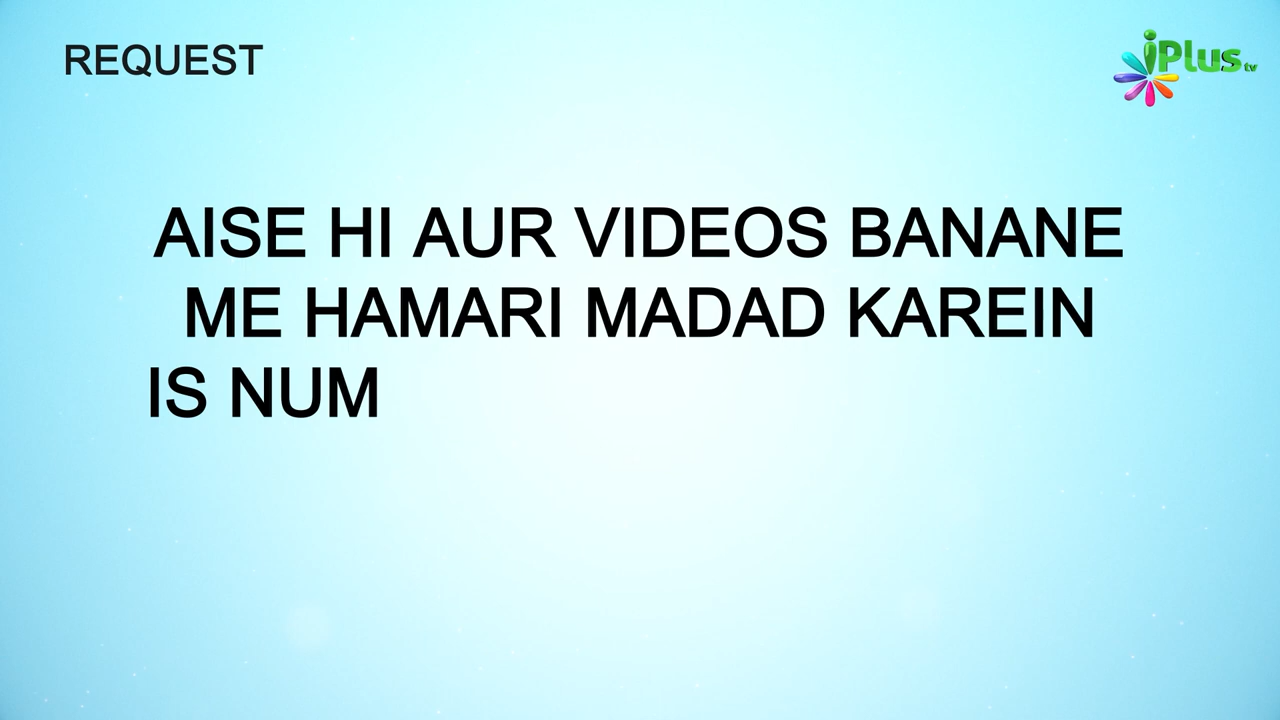 REQUEST
iPlus tv
AISE HI AUR VIDEOS BANANE
ME HAMARI MADAD KAREIN
IS NUM